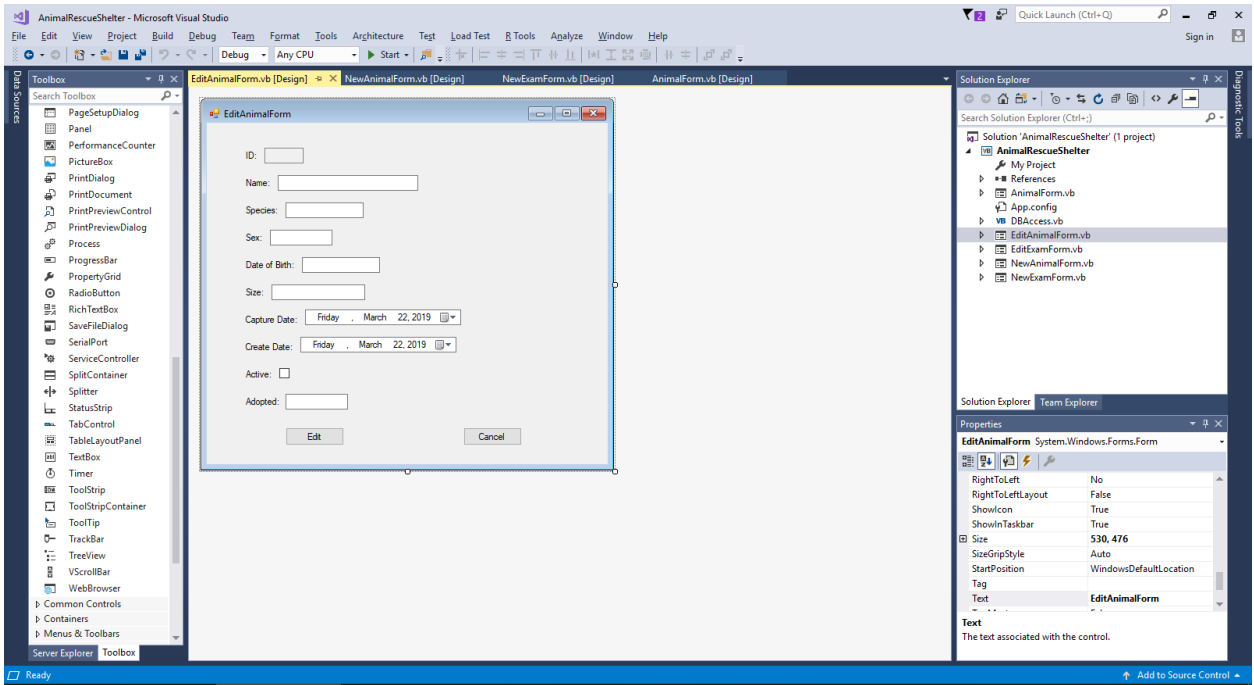 AnimalRescueShelter - Microsoft Visual Studio
2
Quick Launch (Ctrl+Q)
File Edit View Project Build Debug Team Format Tools Architecture Test Load Test R Tools Analyze Window Help
Sign in
Debug Any CPU Start
Data Sources
Toolbox
Search Toolbox
PageSetupDialog
Panel
PerformanceCounter
PictureBox
PrintDialog
PrintDocument
PrintPreviewControl
PrintPreviewDialog
Process
ProgressBar
PropertyGrid
RadioButton
RichTextBox
SaveFileDialog
SerialPort
ServiceController
SplitContainer
Splitter
StatusStrip
TabControl
TableLayoutPanel
TextBox
Timer
ToolStrip
ToolStripContainer
ToolTip
TrackBar
TreeView
VScrollBar
WebBrowser
Common Controls
Containers
Menus & Toolbars
Server Explorer Toolbox
EditAnimalForm.vb [Design] NewAnimalForm.vb [Design] NewExamForm.vb [Design] AnimalForm.vb [Design]
EditAnimalForm
ID:
Name:
Species:
Sex:
Date of Birth:
Size:
Capture Date: Friday , March 22, 2019
Create Date: Friday , March 22, 2019
Active:
Adopted:
Edit Cancel
Solution Explorer
Search Solution Explorer (Ctrl+;)
Solution 'AnimalRescueShelter' (1 project)
VB AnimalRescueShelter
My Project
References
AnimalForm.vb
App.config
VB DBAccess.vb
EditAnimalForm.vb
EditExamForm.vb
NewAnimalForm.vb
NewExamForm.vb
Solution Explorer Team Explorer
Properties
EditAnimalForm System.Windows.Forms.Form
RightToLeft No
RightToLeftLayout False
ShowIcon True
ShowInTaskbar True
Size 530, 476
SizeGripStyle Auto
StartPosition WindowsDefaultLocation
Tag
Text EditAnimalForm
Text
The text associated with the control.
Diagnostic Tools
Ready
Add to Source Control